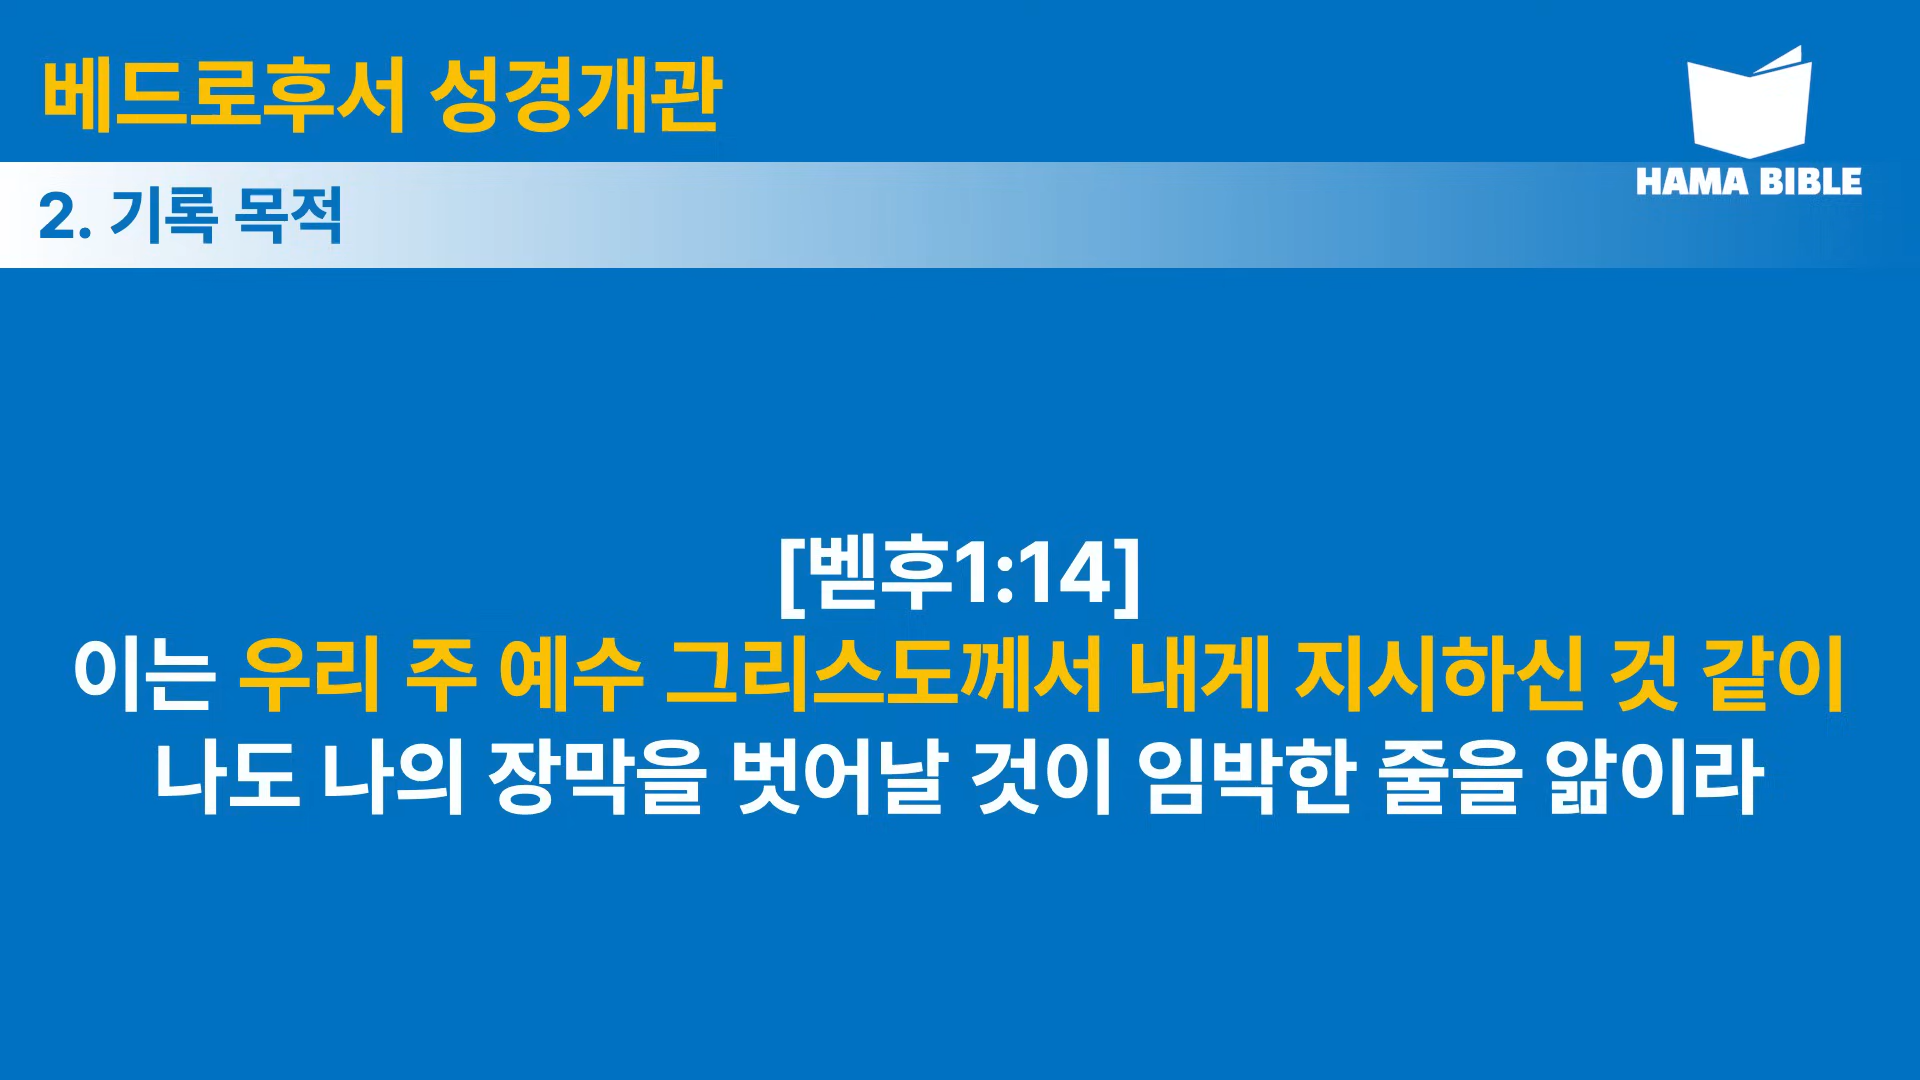 베드로후서 성경개관
HAMA BIBLE
2. 기록 목적
[벧후1:14]
이는 우리 주 예수 그리스도께서 내게 지시하신 것 같이
나도 나의 장막을 벗어날 것이 임박한 줄을 앎이라